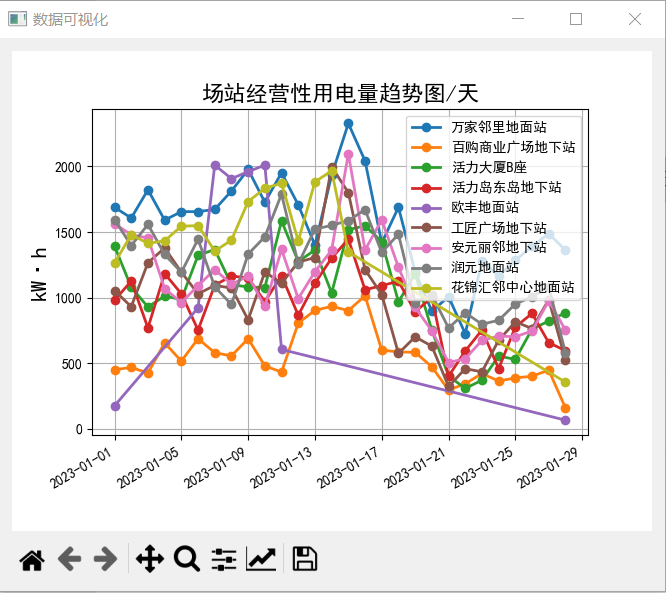 数据可视化
场站经营性用电量趋势图/天
万家邻里地面站
百购商业广场地下站
活力大厦B座
活力岛东岛地下站
欧丰地面站
工匠广场地下站
安元丽邻地下站
润元地面站
花锦汇邻中心地面站
kW·h
2000
1500
1000
500
0
2023-01-01
2023-01-05
2023-01-09
2023-01-13
2023-01-17
2023-01-21
2023-01-25
2023-01-29